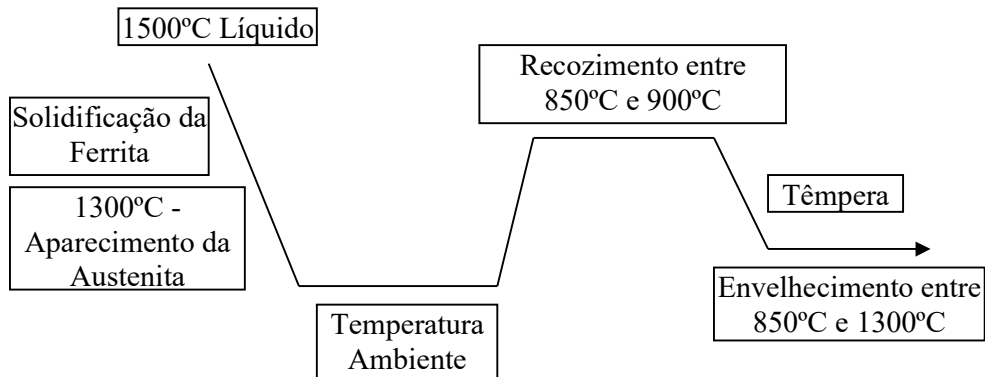 1500ºC Líquido
Solidificação da
Ferrita
1300ºC -
Aparecimento da
Austenita
Temperatura
Ambiente
Recozimento entre
850ºC e 900ºC
Têmpera
Envelhecimento entre
850ºC e 1300ºC